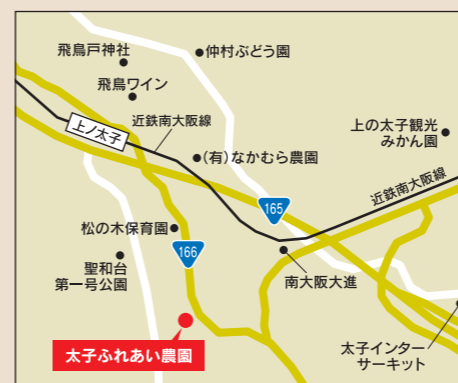 飛鳥戸神社
仲村ぶどう園
飛鳥ワイン
上ノ太子
近鉄南大阪線
(有)なかむら農園
上の太子観光
みかん園
近鉄南大阪線
165
松の木保育園
166
聖和台
第一号公園
南大阪大進
太子ふれあい農園
太子インター
サーキット